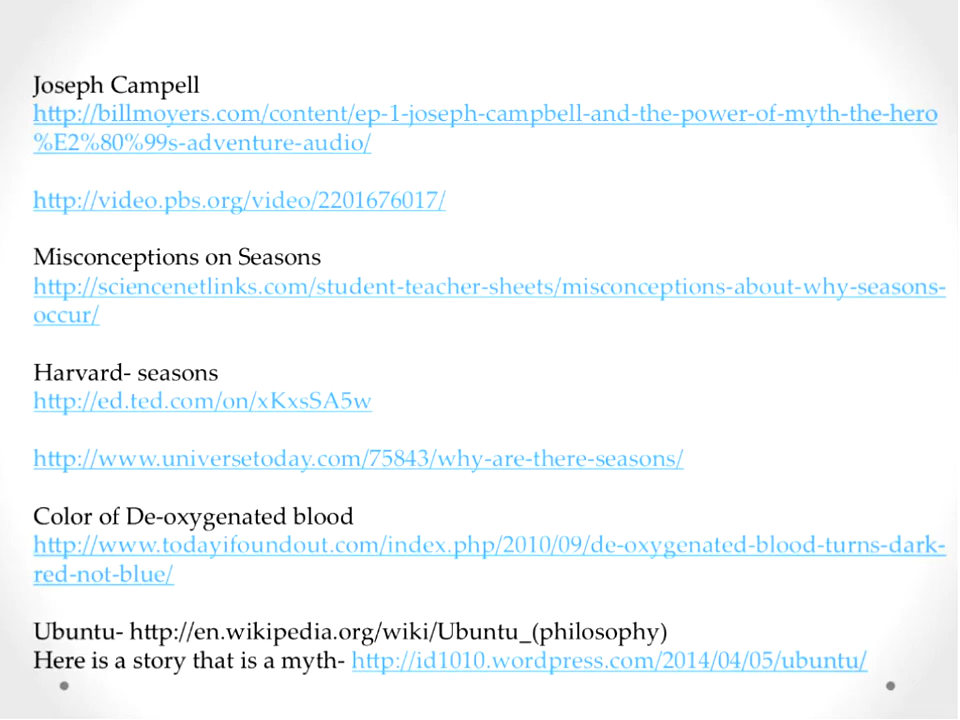 Joseph Campell
http://billmoyers.com/content/ep-1-joseph-campbell-and-the-power-of-myth-the-hero
%E2%80%99s-adventure-audio/
http://video.pbs.org/video/2201676017/
Misconceptions on Seasons
http://sciencenetlinks.com/student-teacher-sheets/misconceptions-about-why-seasons-
occur/
Harvard- seasons
http://ed.ted.com/on/xKxsSA5w
http://www.universetoday.com/75843/why-are-there-seasons/
Color of De-oxygenated blood
http://www.todayifoundout.com/index.php/2010/09/de-oxygenated-blood-turns-dark-
red-not-blue/
Ubuntu- http://en.wikipedia.org/wiki/Ubuntu_(philosophy)
Here is a story that is a myth- http://id1010.wordpress.com/2014/04/05/ubuntu/